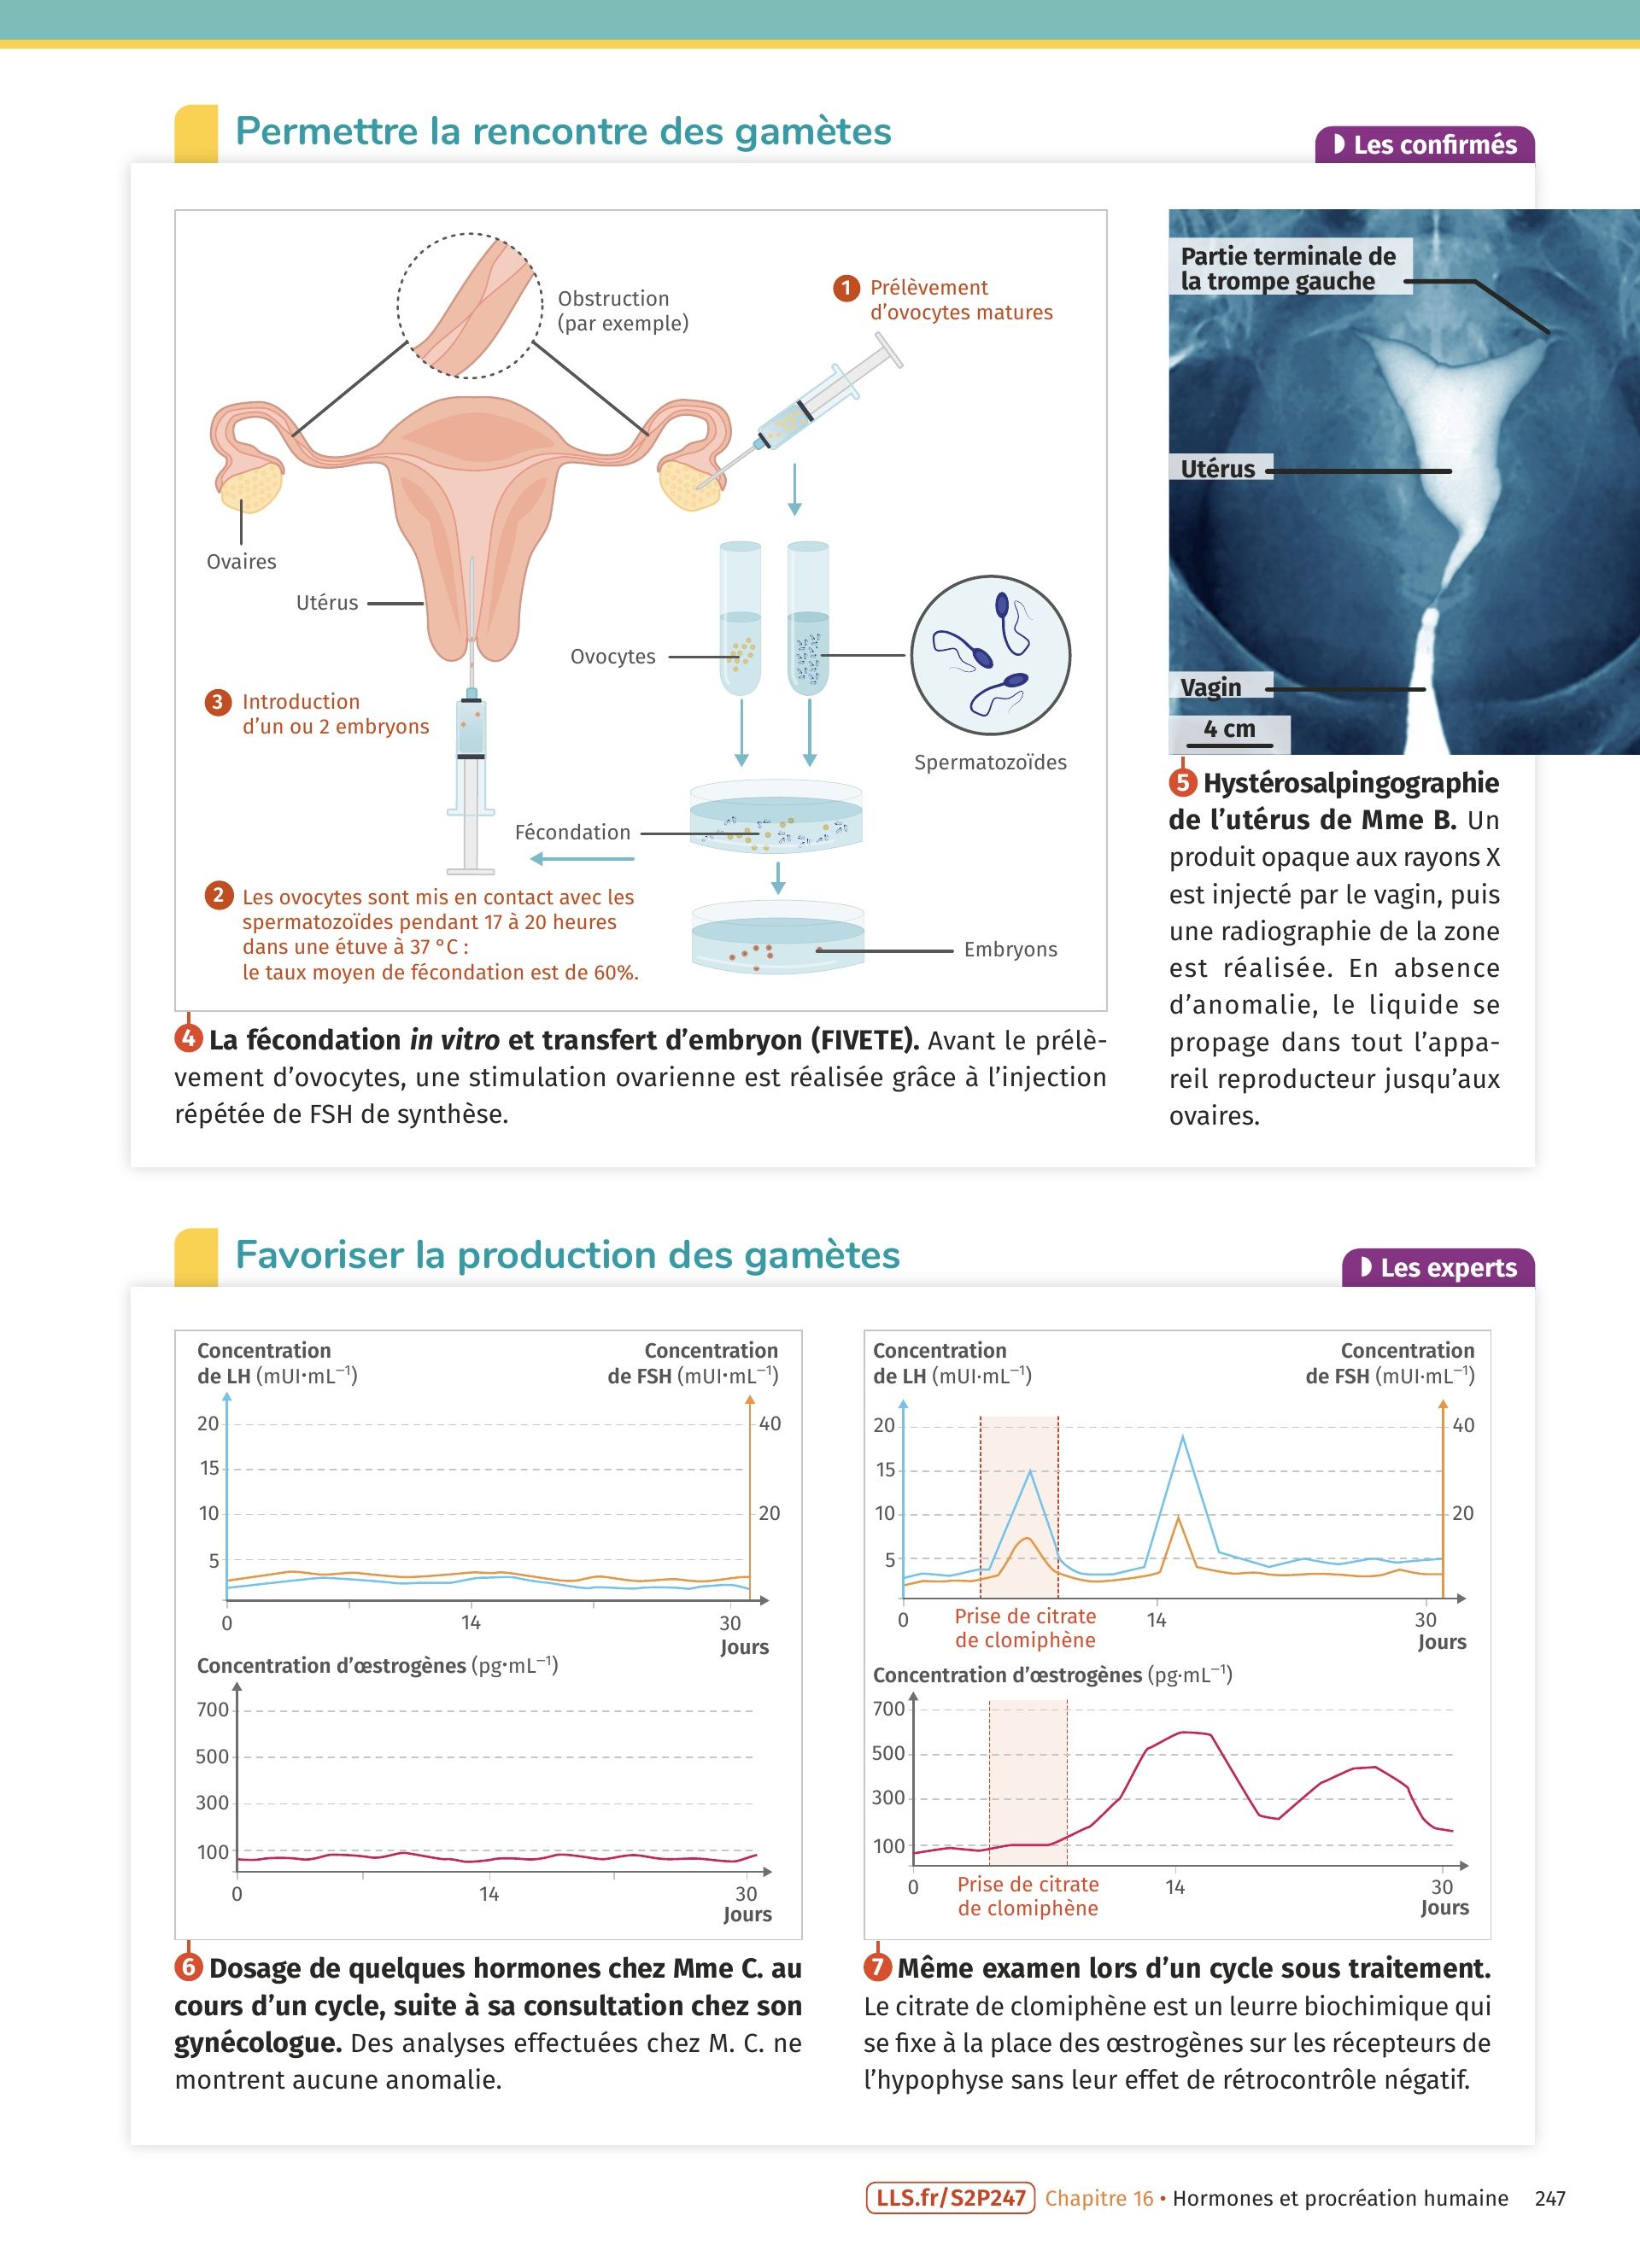 Permettre la rencontre des gamètes
Les confirmés
Obstruction
(par exemple)
1 Prélèvement
d'ovocytes matures
Ovaires
Utérus
Ovocytes
Spermatozoïdes
3 Introduction
d'un ou 2 embryons
Fécondation
2 Les ovocytes sont mis en contact avec les
spermatozoïdes pendant 17 à 20 heures
dans une étuve à 37 °C :
le taux moyen de fécondation est de 60%.
Embryons
4 La fécondation in vitro et transfert d'embryon (FIVETE). Avant le prélè-
vement d'ovocytes, une stimulation ovarienne est réalisée grâce à l'injection
répétée de FSH de synthèse.
Partie terminale de
la trompe gauche
Utérus
Vagin
4 cm
5 Hystérosalpingographie
de l'utérus de Mme B. Un
produit opaque aux rayons X
est injecté par le vagin, puis
une radiographie de la zone
est réalisée. En absence
d'anomalie, le liquide se
propage dans tout l'appa-
reil reproducteur jusqu'aux
ovaires.
Favoriser la production des gamètes
Les experts
Concentration
de LH (mUI·mL⁻¹)
Concentration
de FSH (mUI·mL⁻¹)
20
15
10
5
40
20
0
14
30
Jours
Concentration d'œstrogènes (pg·mL⁻¹)
700
500
300
100
0
14
30
Jours
6 Dosage de quelques hormones chez Mme C. au
cours d'un cycle, suite à sa consultation chez son
gynécologue. Des analyses effectuées chez M. C. ne
montrent aucune anomalie.
Concentration
de LH (mUI·mL⁻¹)
Concentration
de FSH (mUI·mL⁻¹)
20
15
10
5
40
20
0
Prise de citrate
de clomiphène
14
30
Jours
Concentration d'œstrogènes (pg·mL⁻¹)
700
500
300
100
0
Prise de citrate
de clomiphène
14
30
Jours
7 Même examen lors d'un cycle sous traitement.
Le citrate de clomiphène est un leurre biochimique qui
se fixe à la place des œstrogènes sur les récepteurs de
l'hypophyse sans leur effet de rétrocontrôle négatif.
LLS.fr/S2P247 Chapitre 16 • Hormones et procréation humaine 247